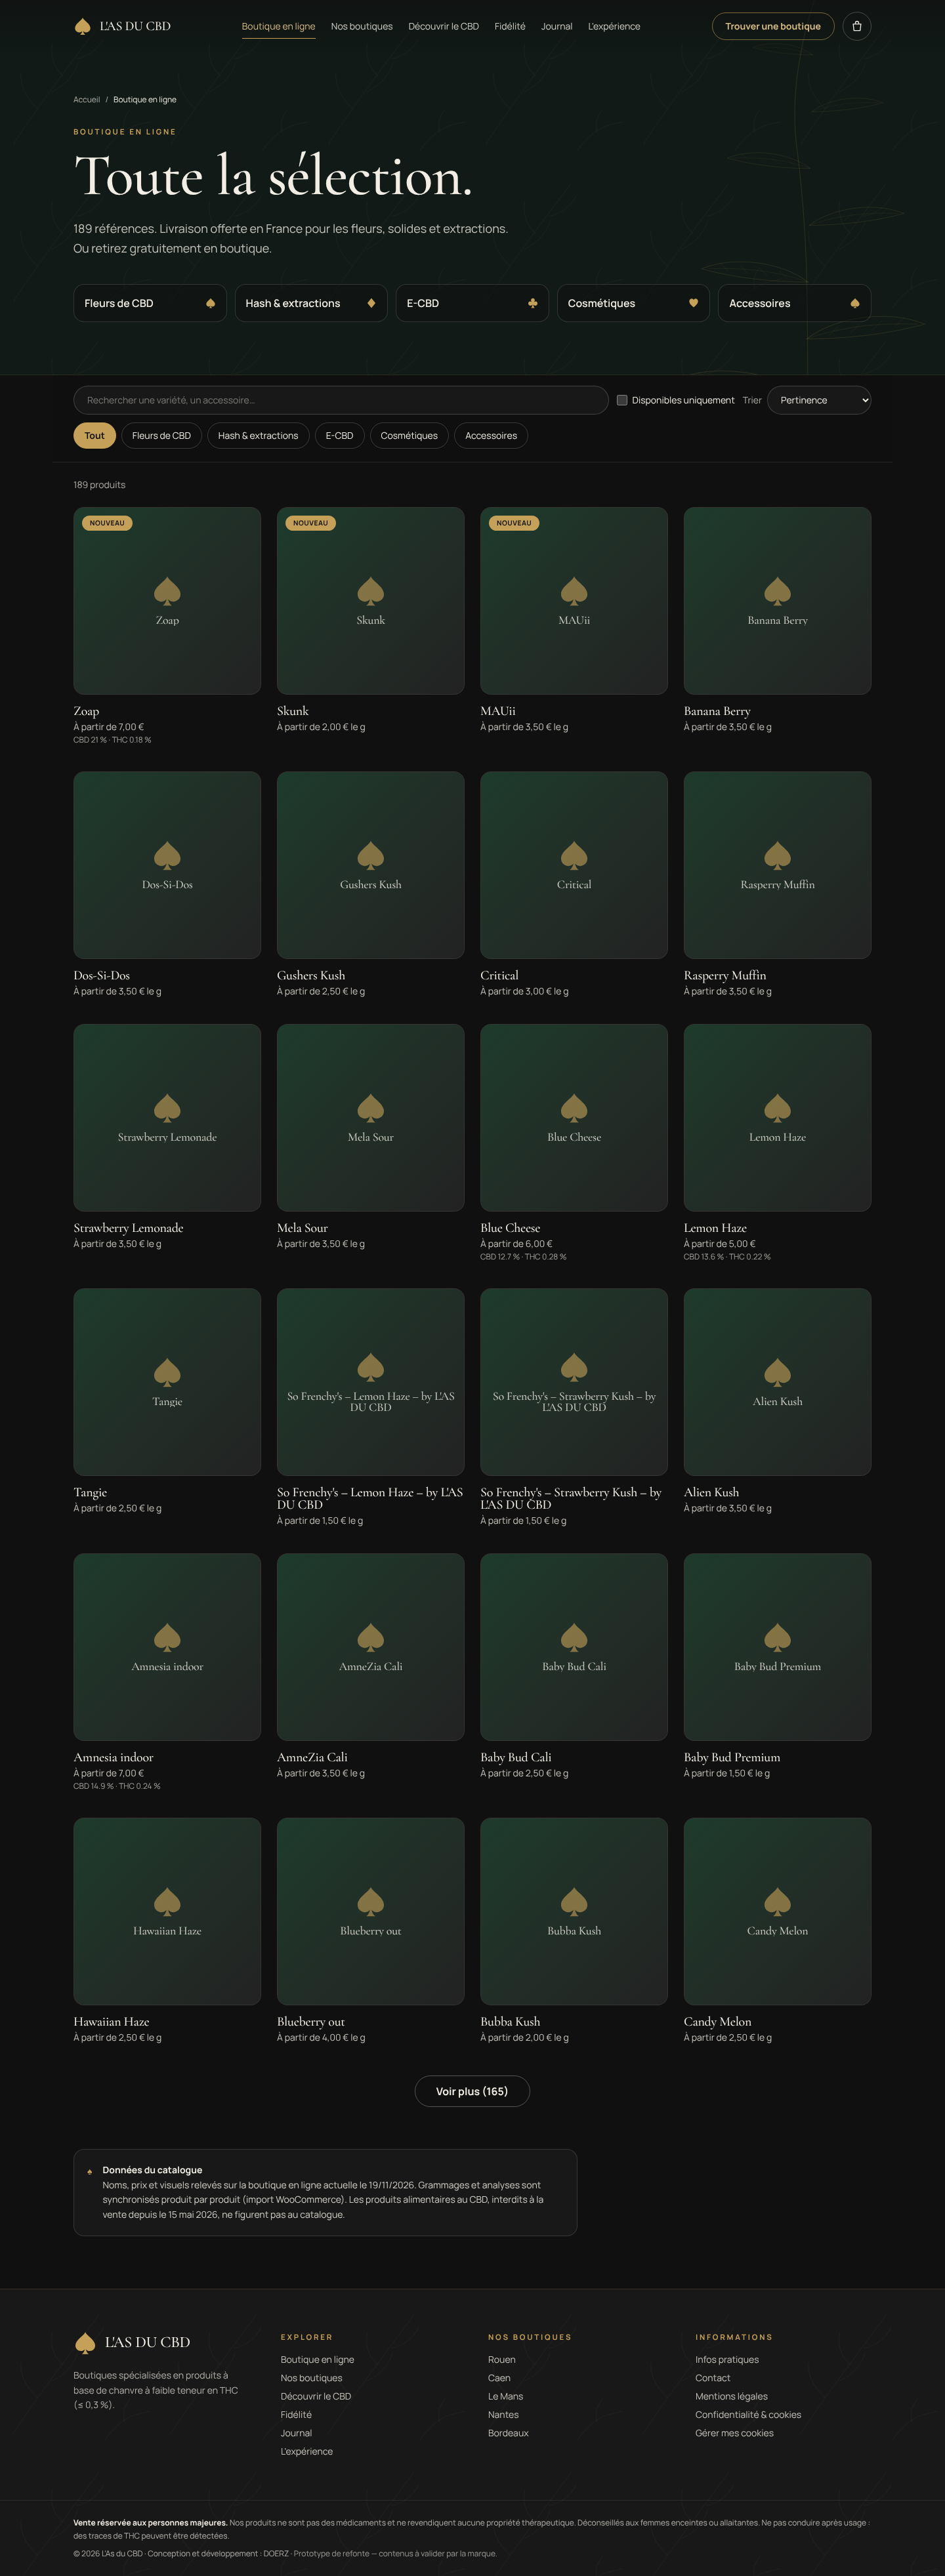 L'AS DU CBD
Boutique en ligne
Nos boutiques
Découvrir le CBD
Fidélité
Journal
L'expérience
Trouver une boutique
Accueil / Boutique en ligne
BOUTIQUE EN LIGNE
Toute la sélection.
189 références. Livraison offerte en France pour les fleurs, solides et extractions.
Ou retirez gratuitement en boutique.
Fleurs de CBD
Hash & extractions
E-CBD
Cosmétiques
Accessoires
Rechercher une variété, un accessoire…
Disponibles uniquement
Trier
Pertinence
Tout
Fleurs de CBD
Hash & extractions
E-CBD
Cosmétiques
Accessoires
189 produits
NOUVEAU
Zoap
Zoap
À partir de 7,00 €
CBD 21 % · THC 0.18 %
NOUVEAU
Skunk
Skunk
À partir de 2,00 € le g
NOUVEAU
MAUii
MAUii
À partir de 3,50 € le g
Banana Berry
Banana Berry
À partir de 3,50 € le g
Dos-Si-Dos
Dos-Si-Dos
À partir de 3,50 € le g
Gushers Kush
Gushers Kush
À partir de 2,50 € le g
Critical
Critical
À partir de 3,00 € le g
Rasperry Muffin
Rasperry Muffin
À partir de 3,50 € le g
Strawberry Lemonade
Strawberry Lemonade
À partir de 3,50 € le g
Mela Sour
Mela Sour
À partir de 3,50 € le g
Blue Cheese
Blue Cheese
À partir de 6,00 €
CBD 12.7 % · THC 0.28 %
Lemon Haze
Lemon Haze
À partir de 5,00 €
CBD 13.6 % · THC 0.22 %
Tangie
Tangie
À partir de 2,50 € le g
So Frenchy's – Lemon Haze – by L'AS
DU CBD
So Frenchy's – Lemon Haze – by L'AS
DU CBD
À partir de 1,50 € le g
So Frenchy's – Strawberry Kush – by
L'AS DU CBD
So Frenchy's – Strawberry Kush – by
L'AS DU CBD
À partir de 1,50 € le g
Alien Kush
Alien Kush
À partir de 3,50 € le g
Amnesia indoor
Amnesia indoor
À partir de 7,00 €
CBD 14.9 % · THC 0.24 %
AmneZia Cali
AmneZia Cali
À partir de 3,50 € le g
Baby Bud Cali
Baby Bud Cali
À partir de 2,50 € le g
Baby Bud Premium
Baby Bud Premium
À partir de 1,50 € le g
Hawaiian Haze
Hawaiian Haze
À partir de 2,50 € le g
Blueberry out
Blueberry out
À partir de 4,00 € le g
Bubba Kush
Bubba Kush
À partir de 2,00 € le g
Candy Melon
Candy Melon
À partir de 2,50 € le g
Voir plus (165)
Données du catalogue
Noms, prix et visuels relevés sur la boutique en ligne actuelle le 19/11/2026. Grammages et analyses sont
synchronisés produit par produit (import WooCommerce). Les produits alimentaires au CBD, interdits à la
vente depuis le 15 mai 2026, ne figurent pas au catalogue.
L'AS DU CBD
Boutiques spécialisées en produits à
base de chanvre à faible teneur en THC
(≤ 0,3 %).
EXPLORER
Boutique en ligne
Nos boutiques
Découvrir le CBD
Fidélité
Journal
L'expérience
NOS BOUTIQUES
Rouen
Caen
Le Mans
Nantes
Bordeaux
INFORMATIONS
Infos pratiques
Contact
Mentions légales
Confidentialité & cookies
Gérer mes cookies
Vente réservée aux personnes majeures. Nos produits ne sont pas des médicaments et ne revendiquent aucune propriété thérapeutique. Déconseillés aux femmes enceintes ou allaitantes. Ne pas conduire après usage :
des traces de THC peuvent être détectées.
© 2026 L'As du CBD · Conception et développement : DOERZ · Prototype de refonte — contenus à valider par la marque.